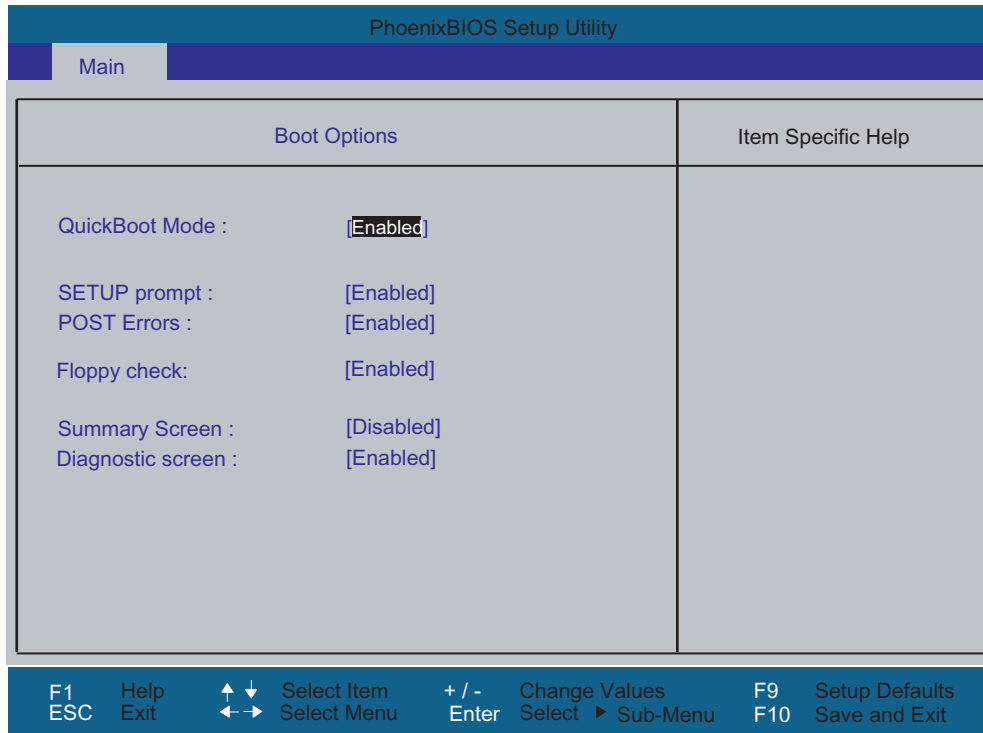 PhoenixBIOS Setup Utility
Main
Boot Options
Item Specific Help
QuickBoot Mode : [Enabled]
SETUP prompt : [Enabled]
POST Errors : [Enabled]
Floppy check: [Enabled]
Summary Screen : [Disabled]
Diagnostic screen : [Enabled]
F1 Help Select Item + / - Change Values F9 Setup Defaults
ESC Exit Select Menu Enter Select Sub-Menu F10 Save and Exit